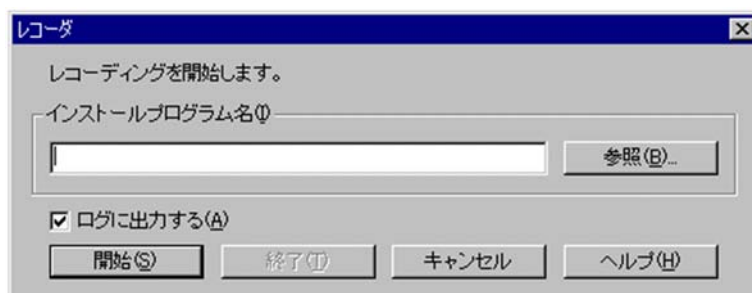 レコーダ
レコーディングを開始します。
インストールプログラム名(I)
参照(B)...
ログに出力する(A)
開始(S) 終了(T) キャンセル ヘルプ(H)